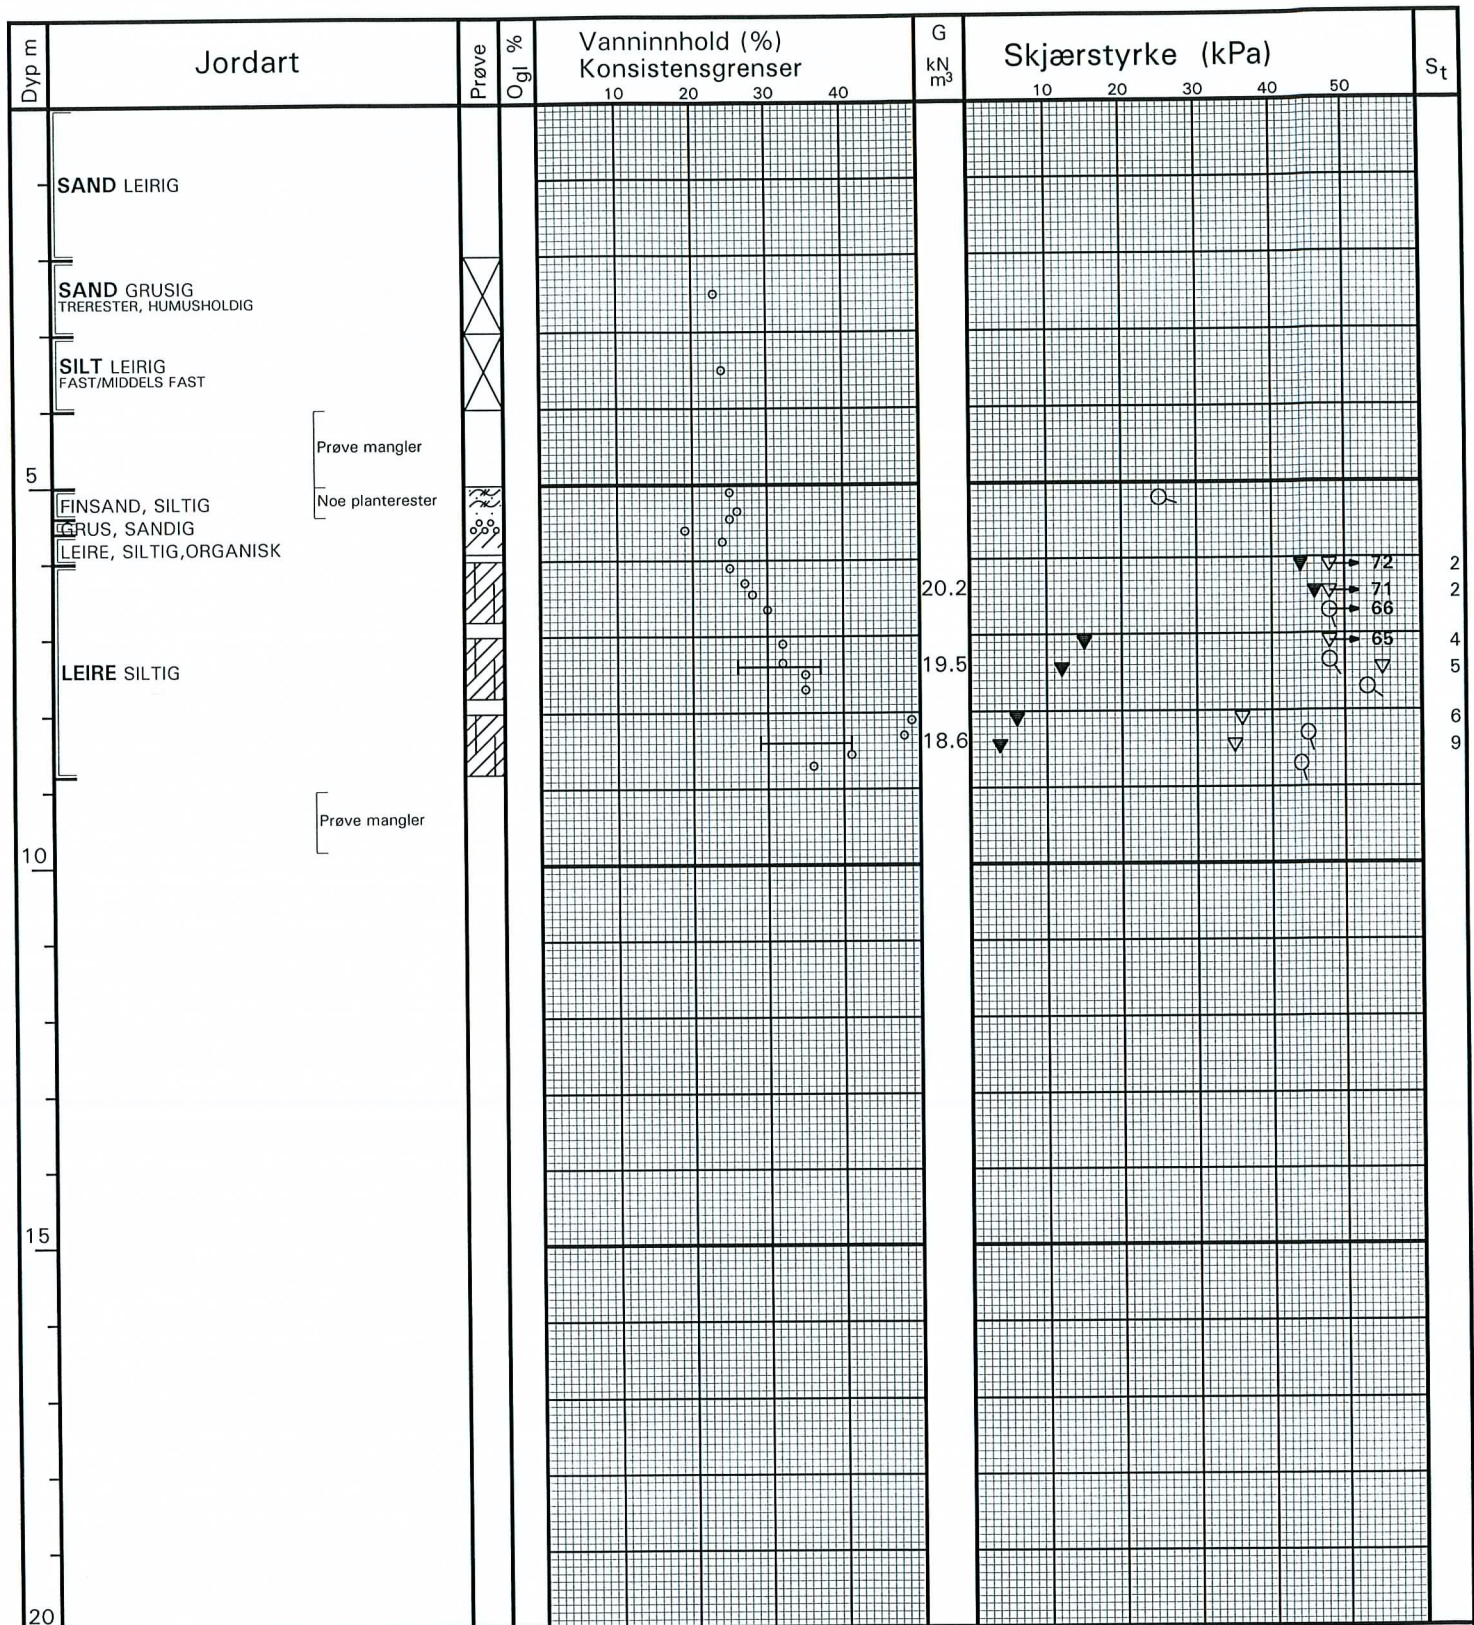 Dyp m
Jordart
Prøve
Ogl %
Vanninnhold (%)
Konsistensgrenser
10 20 30 40
G
kN
m³
Skjærstyrke (kPa)
10 20 30 40 50
St
SAND LEIRIG
SAND GRUSIG
TRERESTER, HUMUSHOLDIG
SILT LEIRIG
FAST/MIDDELS FAST
Prøve mangler
5
Noe planterester
FINSAND, SILTIG
GRUS, SANDIG
LEIRE, SILTIG,ORGANISK
72 2
20.2 71 2
66
65 4
LEIRE SILTIG 19.5 5
6
18.6 9
Prøve mangler
10
15
20